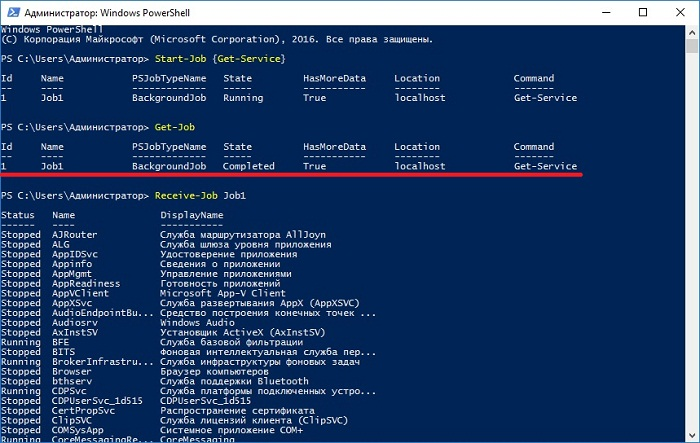 Администратор: Windows PowerShell
Windows PowerShell
(C) Корпорация Майкрософт (Microsoft Corporation), 2016. Все права защищены.
PS C:\Users\Администратор> Start-Job {Get-Service}
Id Name PSJobTypeName State HasMoreData Location Command
-- ---- ------------- ----- ----------- -------- -------
1 Job1 BackgroundJob Running True localhost Get-Service
PS C:\Users\Администратор> Get-Job
Id Name PSJobTypeName State HasMoreData Location Command
-- ---- ------------- ----- ----------- -------- -------
1 Job1 BackgroundJob Completed True localhost Get-Service
PS C:\Users\Администратор> Receive-Job Job1
Status Name DisplayName
------ ---- -----------
Stopped AJRouter Служба маршрутизатора AllJoyn
Stopped ALG Служба шлюза уровня приложения
Stopped AppIDSvc Удостоверение приложения
Stopped Appinfo Сведения о приложении
Stopped AppMgmt Управление приложениями
Stopped AppReadiness Готовность приложений
Stopped AppVClient Microsoft App-V Client
Stopped AppXSvc Служба развертывания AppX (AppXSVC)
Stopped AudioEndpointBu... Средство построения конечных точек ...
Stopped Audiosrv Windows Audio
Stopped AxInstSV Установщик ActiveX (AxInstSV)
Running BFE Служба базовой фильтрации
Stopped BITS Фоновая интеллектуальная служба пер...
Running BrokerInfrastru... Служба инфраструктуры фоновых задач
Stopped Browser Браузер компьютеров
Stopped bthserv Служба поддержки Bluetooth
Running CDPSvc Служба платформы подключенных устро...
Stopped CDPUserSvc_1d515 CDPUserSvc_1d515
Stopped CertPropSvc Распространение сертификата
Stopped ClipSVC Служба лицензий клиента (ClipSVC)
Stopped COMSysApp Системное приложение COM+
Running CoreMessagingRe... CoreMessaging